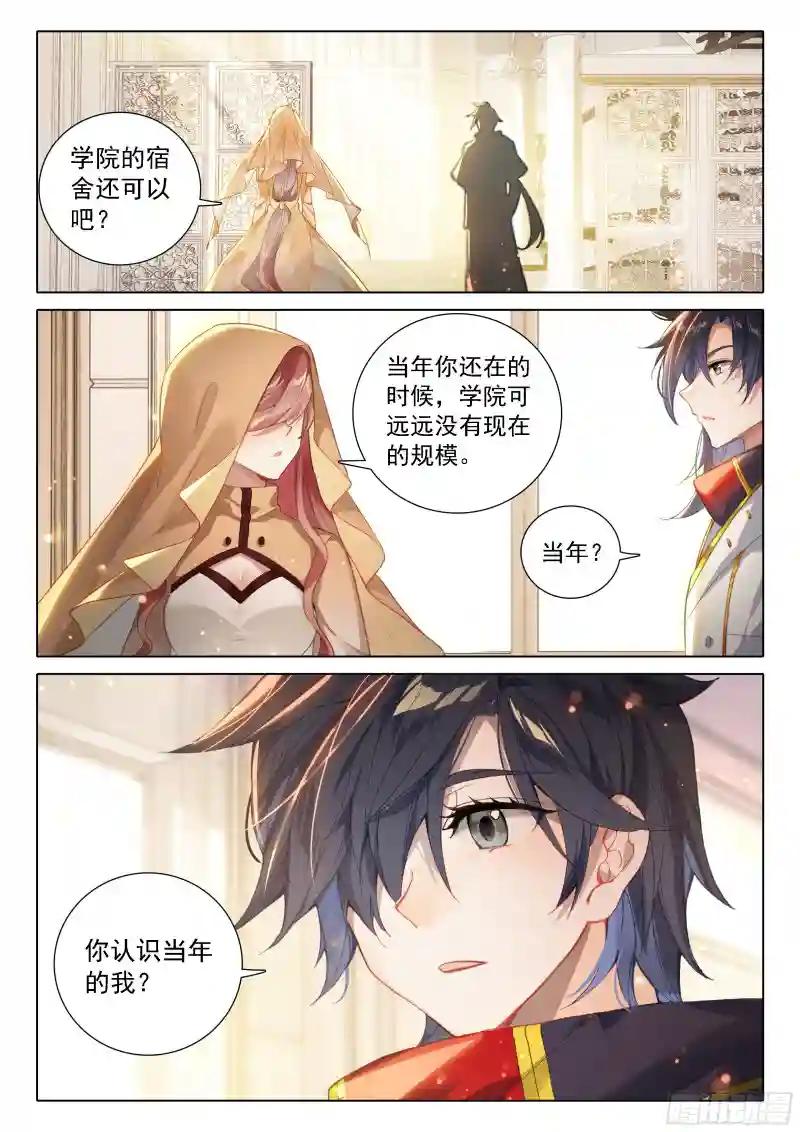 学院的宿
舍还可以
吧？
当年你还在的
时候，学院可
远远没有现在
的规模。
当年？
你认识当年
的我？